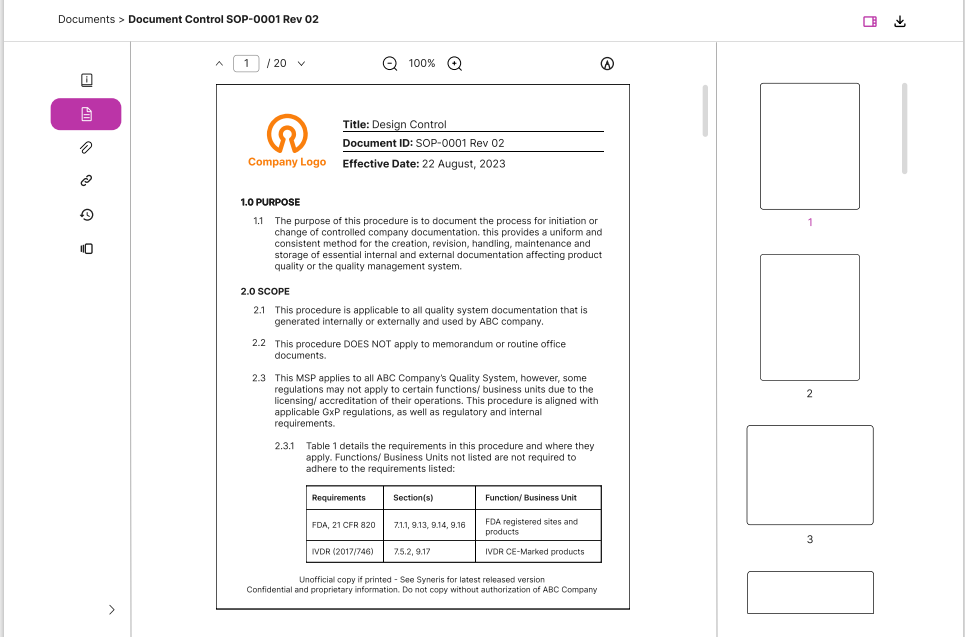 Documents > Document Control SOP-0001 Rev 02
1 / 20
100%
Company Logo
Title: Design Control
Document ID: SOP-0001 Rev 02
Effective Date: 22 August, 2023
1.0 PURPOSE
1.1 The purpose of this procedure is to document the process for initiation or
change of controlled company documentation. this provides a uniform and
consistent method for the creation, revision, handling, maintenance and
storage of essential internal and external documentation affecting product
quality or the quality management system.
2.0 SCOPE
2.1 This procedure is applicable to all quality system documentation that is
generated internally or externally and used by ABC company.
2.2 This procedure DOES NOT apply to memorandum or routine office
documents.
2.3 This MSP applies to all ABC Company's Quality System, however, some
regulations may not apply to certain functions/ business units due to the
licensing/ accreditation of their operations. This procedure is aligned with
applicable GxP regulations, as well as regulatory and internal
requirements.
2.3.1 Table 1 details the requirements in this procedure and where they
apply. Functions/ Business Units not listed are not required to
adhere to the requirements listed:
Requirements Section(s) Function/ Business Unit
FDA, 21 CFR 820 7.1.1, 9.13, 9.14, 9.16 FDA registered sites and
products
IVDR (2017/746) 7.5.2, 9.17 IVDR CE-Marked products
Unofficial copy if printed - See Syneris for latest released version
Confidential and proprietary information. Do not copy without authorization of ABC Company
1
2
3